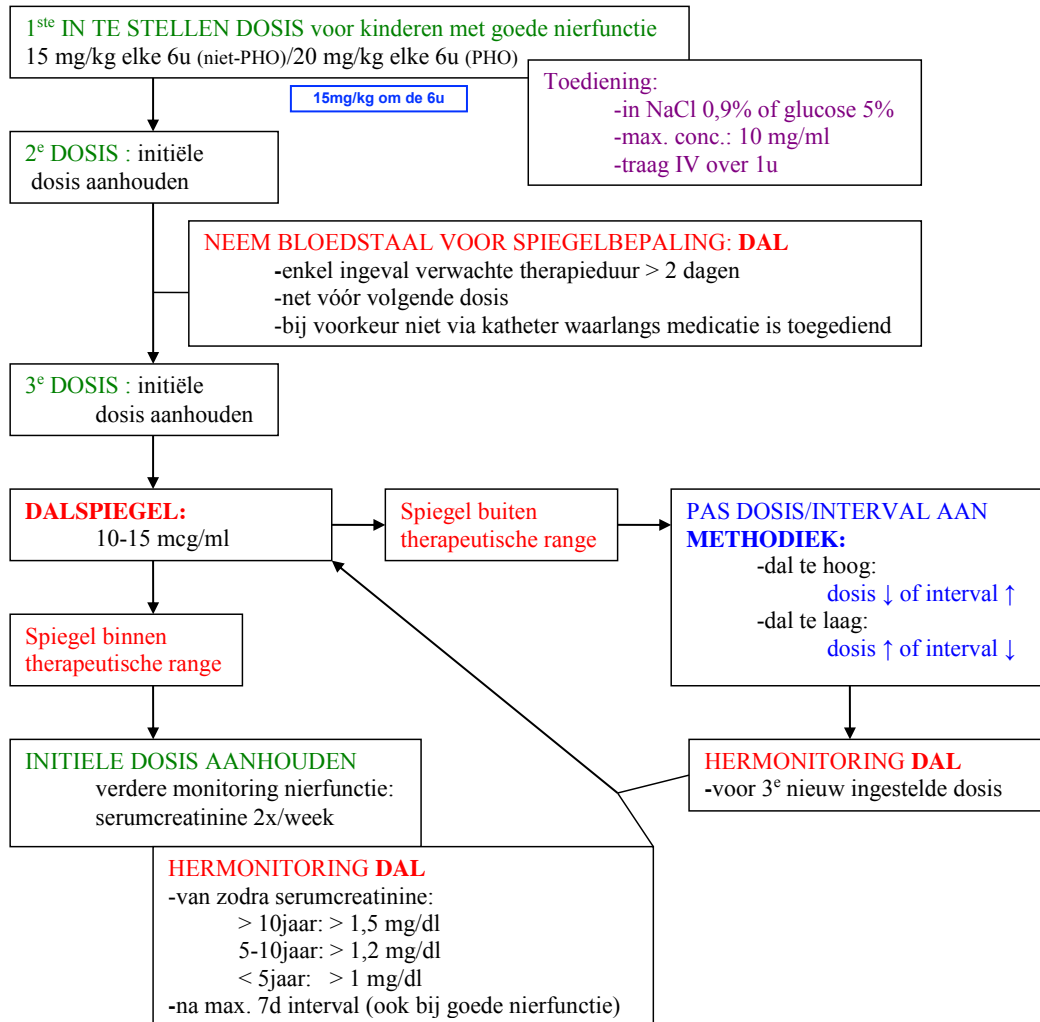 1ste IN TE STELLEN DOSIS voor kinderen met goede nierfunctie
15 mg/kg elke 6u (niet-PHO)/20 mg/kg elke 6u (PHO)
15mg/kg om de 6u
Toediening:
-in NaCl 0,9% of glucose 5%
-max. conc.: 10 mg/ml
-traag IV over 1u
2e DOSIS : initiële
dosis aanhouden
NEEM BLOEDSTAAL VOOR SPIEGELBEPALING: DAL
-enkel ingeval verwachte therapieduur > 2 dagen
-net vóór volgende dosis
-bij voorkeur niet via katheter waarlangs medicatie is toegediend
3e DOSIS : initiële
dosis aanhouden
DALSPIEGEL:
10-15 mcg/ml
Spiegel buiten
therapeutische range
PAS DOSIS/INTERVAL AAN
METHODIEK:
-dal te hoog:
dosis ↓ of interval ↑
-dal te laag:
dosis ↑ of interval ↓
Spiegel binnen
therapeutische range
INITIELE DOSIS AANHOUDEN
verdere monitoring nierfunctie:
serumcreatinine 2x/week
HERMONITORING DAL
-voor 3e nieuw ingestelde dosis
HERMONITORING DAL
-van zodra serumcreatinine:
> 10jaar: > 1,5 mg/dl
5-10jaar: > 1,2 mg/dl
< 5jaar: > 1 mg/dl
-na max. 7d interval (ook bij goede nierfunctie)